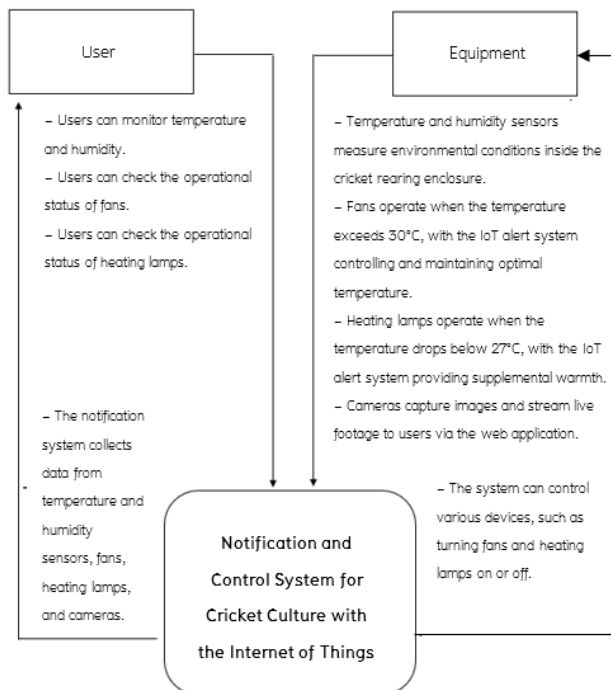 User
Equipment
– Users can monitor temperature
and humidity.
– Users can check the operational
status of fans.
– Users can check the operational
status of heating lamps.
– Temperature and humidity sensors
measure environmental conditions inside the
cricket rearing enclosure.
– Fans operate when the temperature
exceeds 30°C, with the IoT alert system
controlling and maintaining optimal
temperature.
– Heating lamps operate when the
temperature drops below 27°C, with the IoT
alert system providing supplemental warmth.
– Cameras capture images and stream live
footage to users via the web application.
– The notification
system collects
data from
temperature and
humidity
sensors, fans,
heating lamps,
and cameras.
– The system can control
various devices, such as
turning fans and heating
lamps on or off.
Notification and
Control System for
Cricket Culture with
the Internet of Things